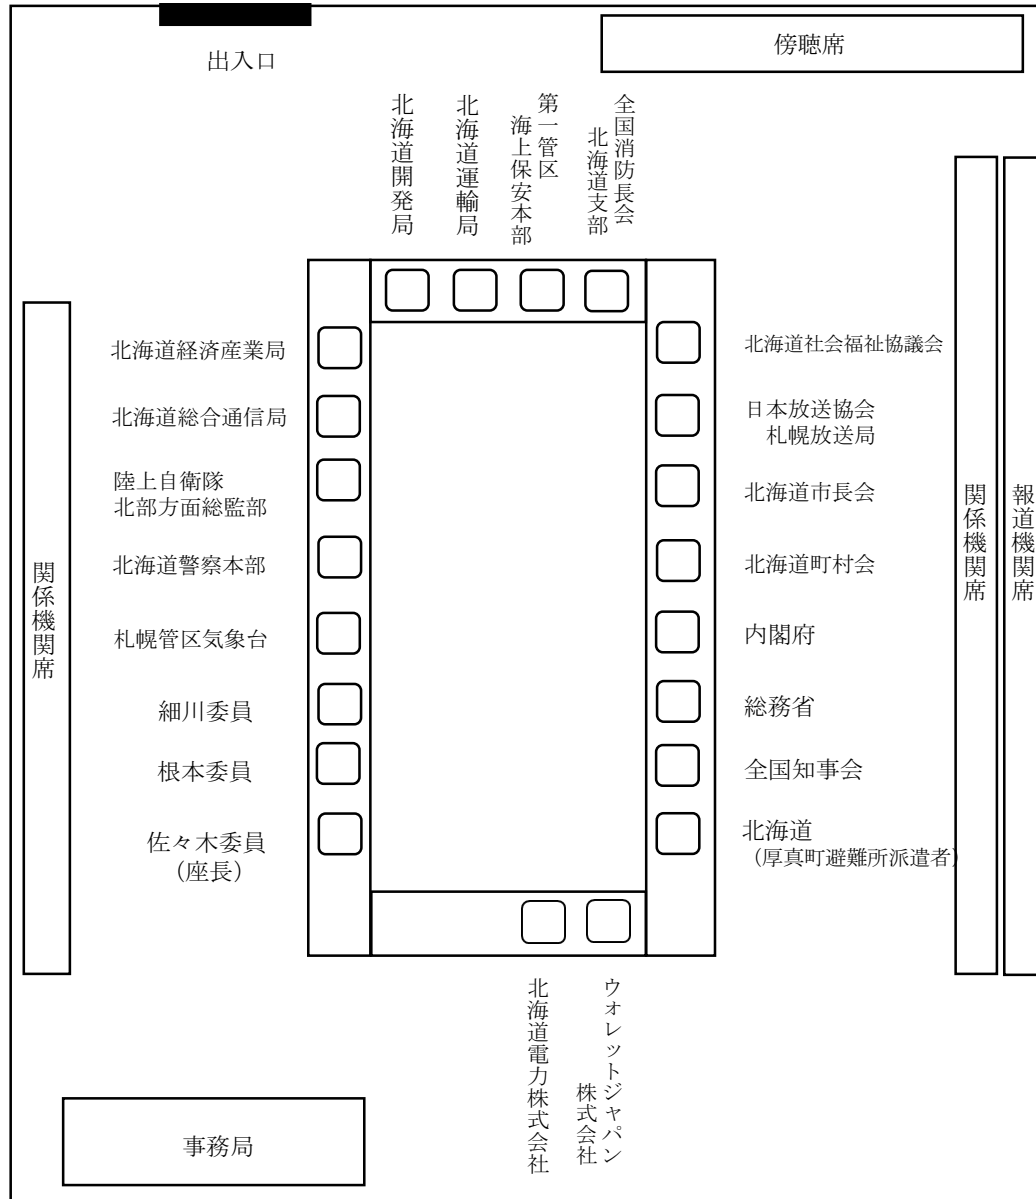 出入口
傍聴席
北海道開発局
北海道運輸局
第一管区
海上保安本部
全国消防長会
北海道支部
北海道経済産業局
北海道総合通信局
陸上自衛隊
北部方面総監部
北海道警察本部
札幌管区気象台
細川委員
根本委員
佐々木委員
（座長）
北海道社会福祉協議会
日本放送協会
札幌放送局
北海道市長会
北海道町村会
内閣府
総務省
全国知事会
北海道
（厚真町避難所派遣者）
関係機関席
関係機関席
報道機関席
北海道電力株式会社
ウオレットジャパン
株式会社
事務局